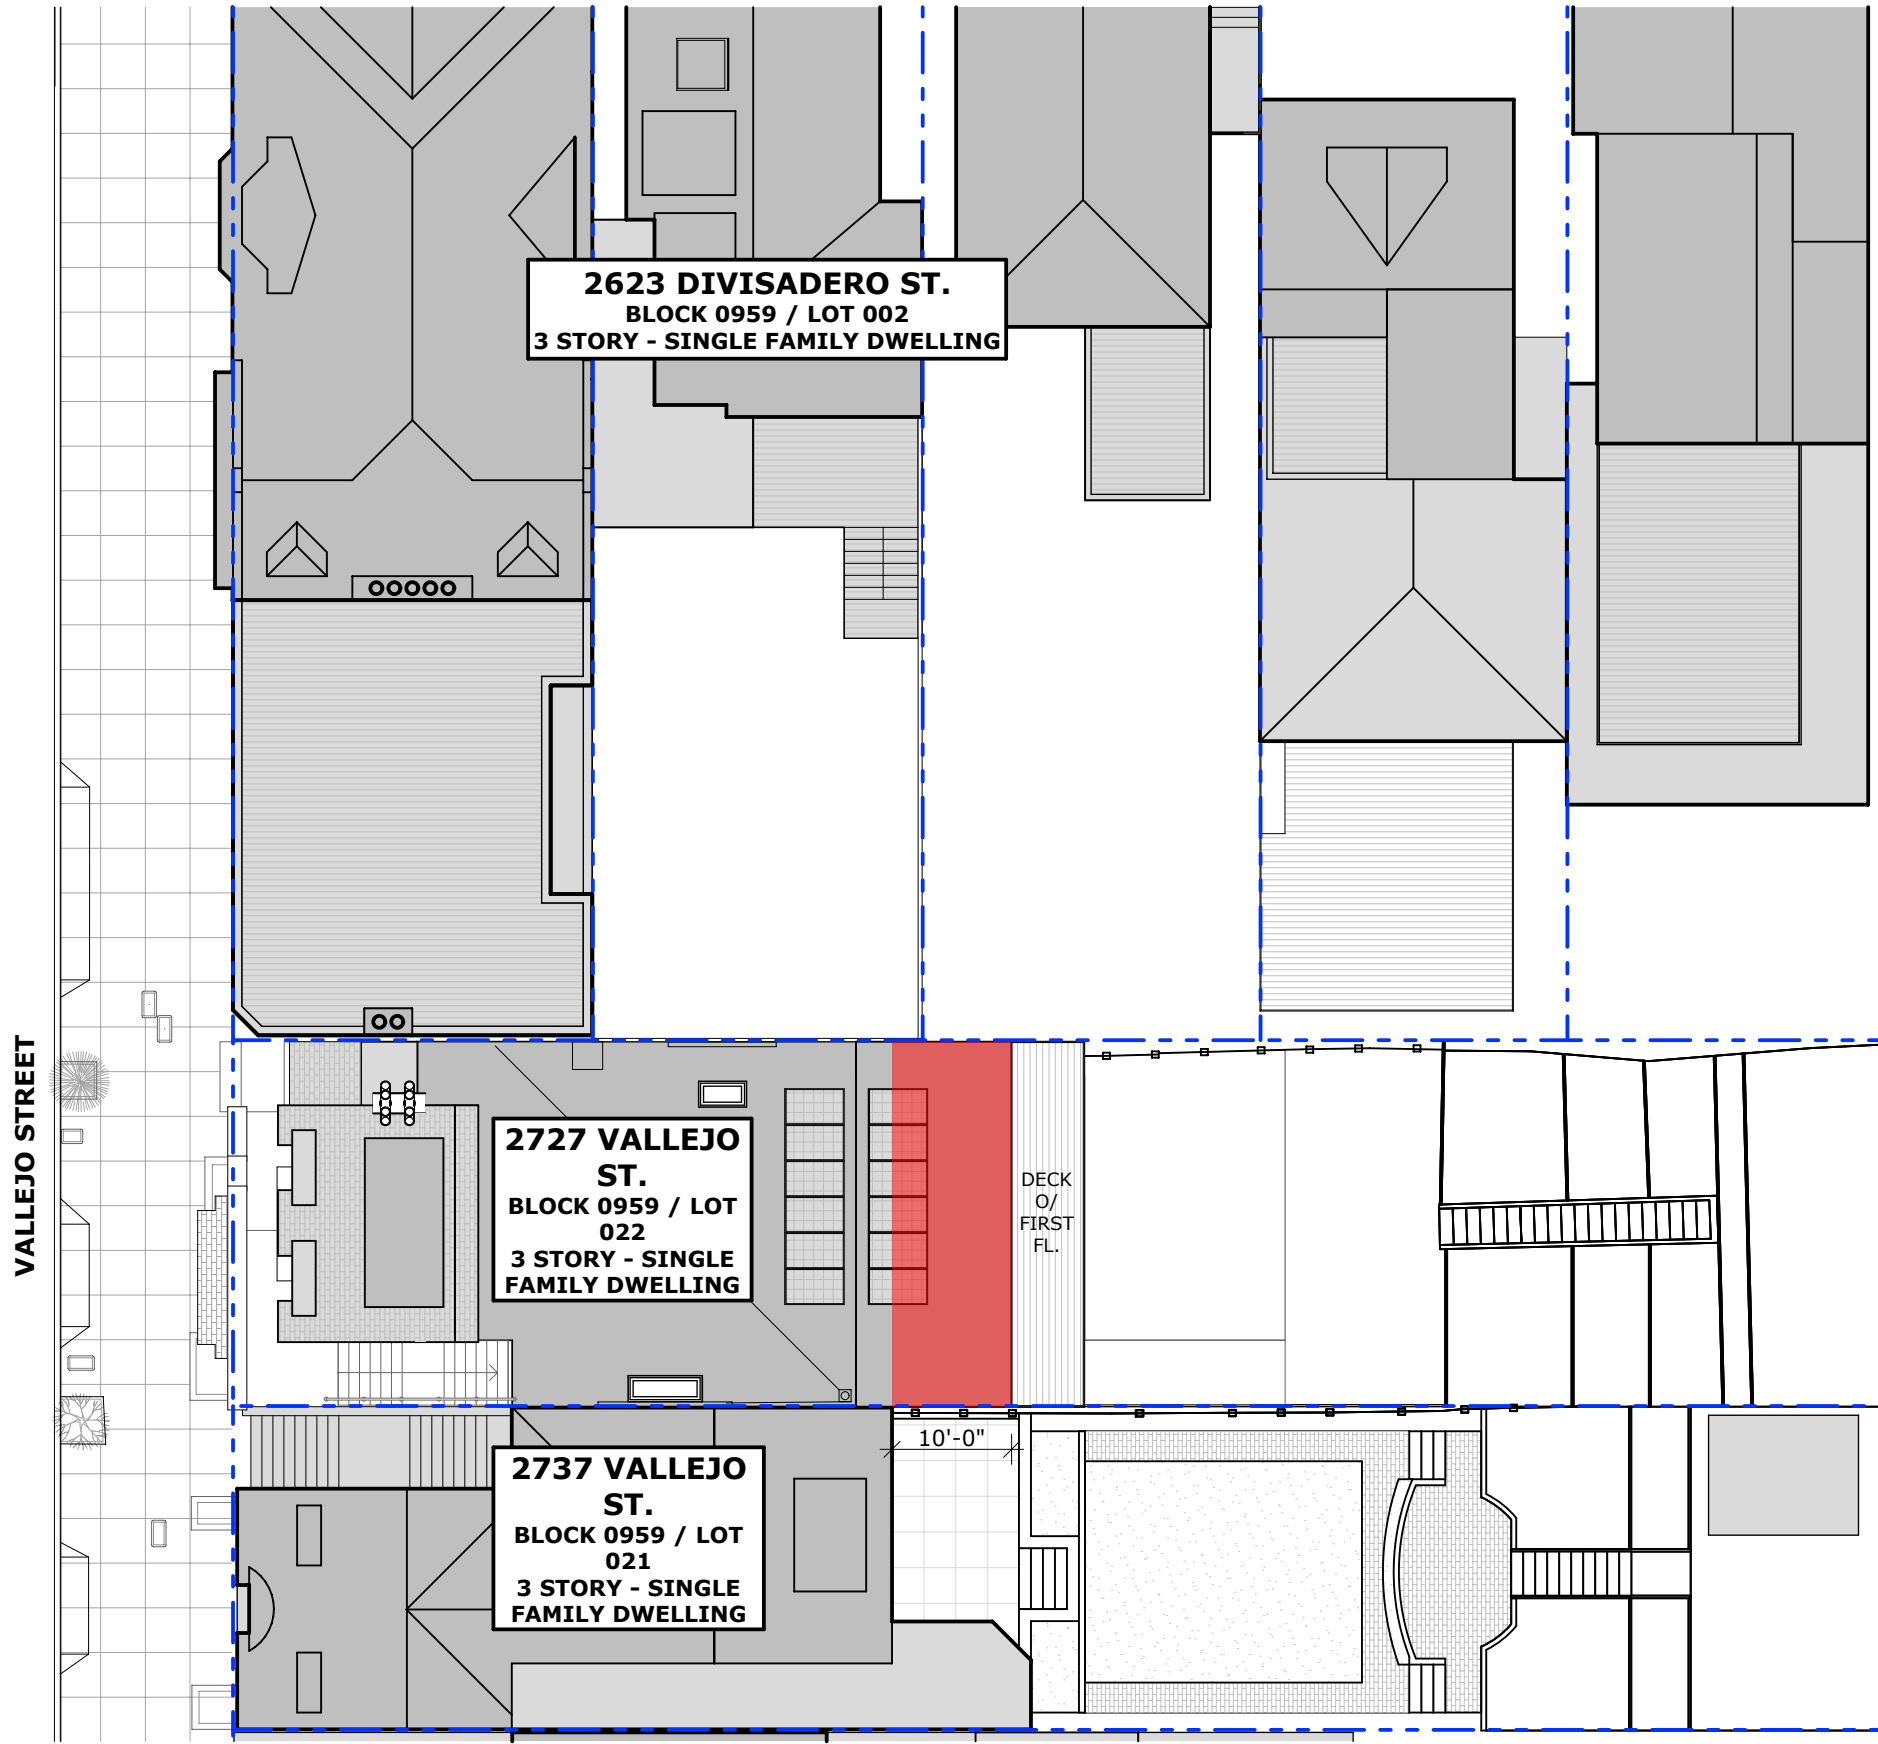 2623 DIVISADERO ST.
BLOCK 0959 / LOT 002
3 STORY - SINGLE FAMILY DWELLING
VALLEJO STREET
2727 VALLEJO
ST.
BLOCK 0959 / LOT
022
3 STORY - SINGLE
FAMILY DWELLING
DECK
O/
FIRST
FL.
10'-0"
2737 VALLEJO
ST.
BLOCK 0959 / LOT
021
3 STORY - SINGLE
FAMILY DWELLING